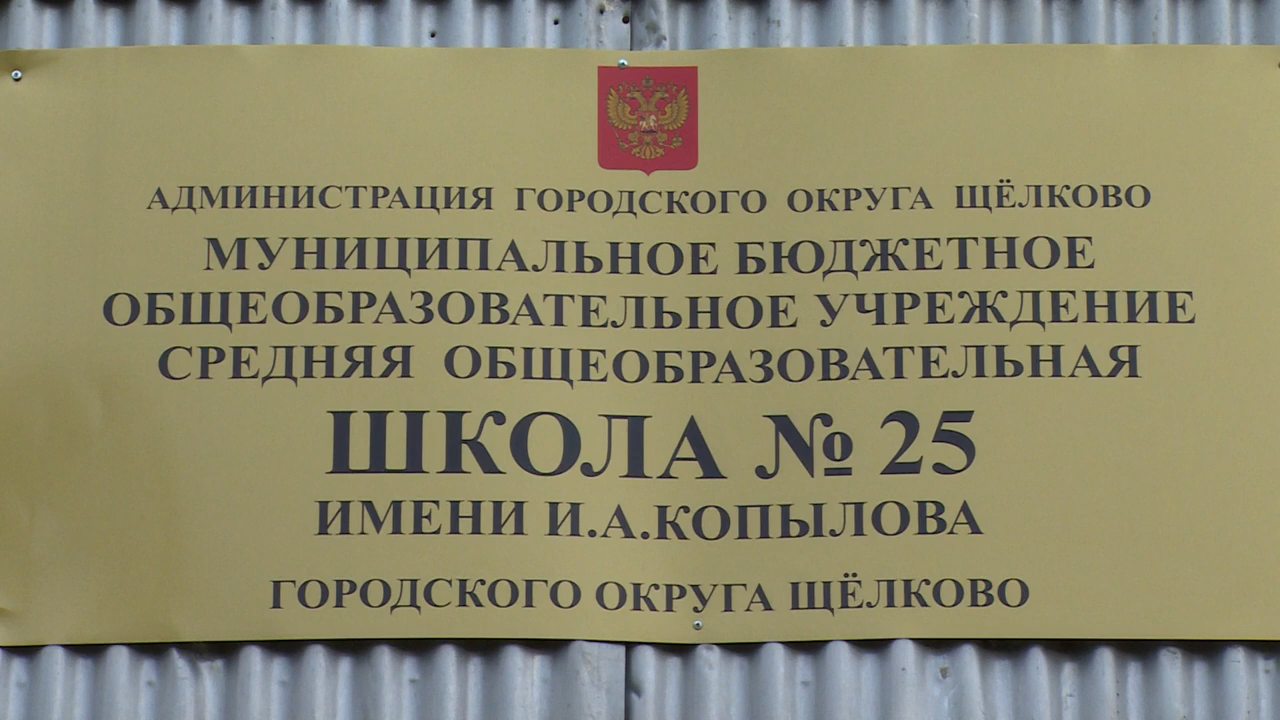 АДМИНИСТРАЦИЯ ГОРОДСКОГО ОКРУГА ЩЁЛКОВО
МУНИЦИПАЛЬНОЕ БЮДЖЕТНОЕ
ОБЩЕОБРАЗОВАТЕЛЬНОЕ УЧРЕЖДЕНИЕ
СРЕДНЯЯ ОБЩЕОБРАЗОВАТЕЛЬНАЯ
ШКОЛА № 25
ИМЕНИ И.А.КОПЫЛОВА
ГОРОДСКОГО ОКРУГА ЩЁЛКОВО